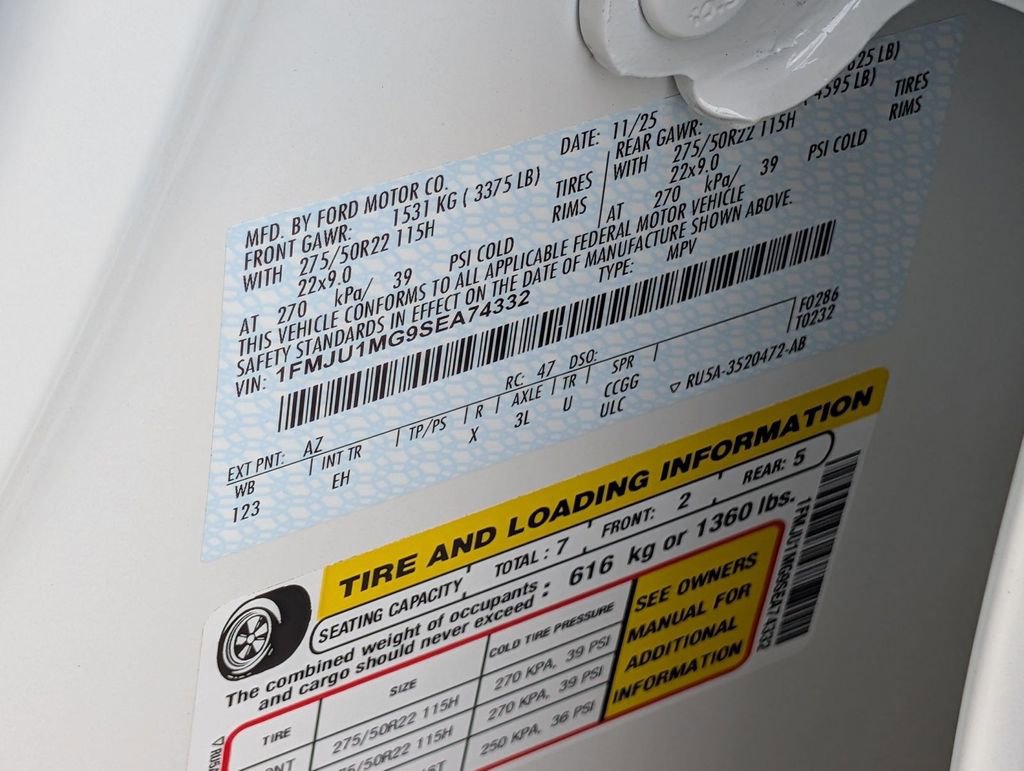 MFD. BY FORD MOTOR CO.
DATE: 11/25
FRONT GAWR: 1531 KG ( 3375 LB)
WITH 275/50R22 115H TIRES
22x9.0 RIMS
AT 270 kPa/ 39 PSI COLD
REAR GAWR: 4595 LB)
WITH 275/50R22 115H TIRES
22x9.0 RIMS
AT 270 kPa/ 39 PSI COLD
THIS VEHICLE CONFORMS TO ALL APPLICABLE FEDERAL MOTOR VEHICLE
SAFETY STANDARDS IN EFFECT ON THE DATE OF MANUFACTURE SHOWN ABOVE.
VIN: 1FMJU1MG9SEA74332 TYPE: MPV
F0286
T0232
EXT PNT: AZ RC: 47 DSO:
WB INT TR TP/PS R AXLE TR SPR
123 EH X 3L U CCGG
ULC
▽ RU5A-3520472-AB
TIRE AND LOADING INFORMATION
SEATING CAPACITY TOTAL : 7 FRONT: 2 REAR: 5
The combined weight of occupants and cargo should never exceed : 616 kg or 1360 lbs.
TIRE SIZE COLD TIRE PRESSURE
275/50R22 115H 270 KPA, 39 PSI
275/50R22 115H 270 KPA, 39 PSI
250 KPA, 36 PSI
SEE OWNERS
MANUAL FOR
ADDITIONAL
INFORMATION
1FMJU1MG9SEA74332